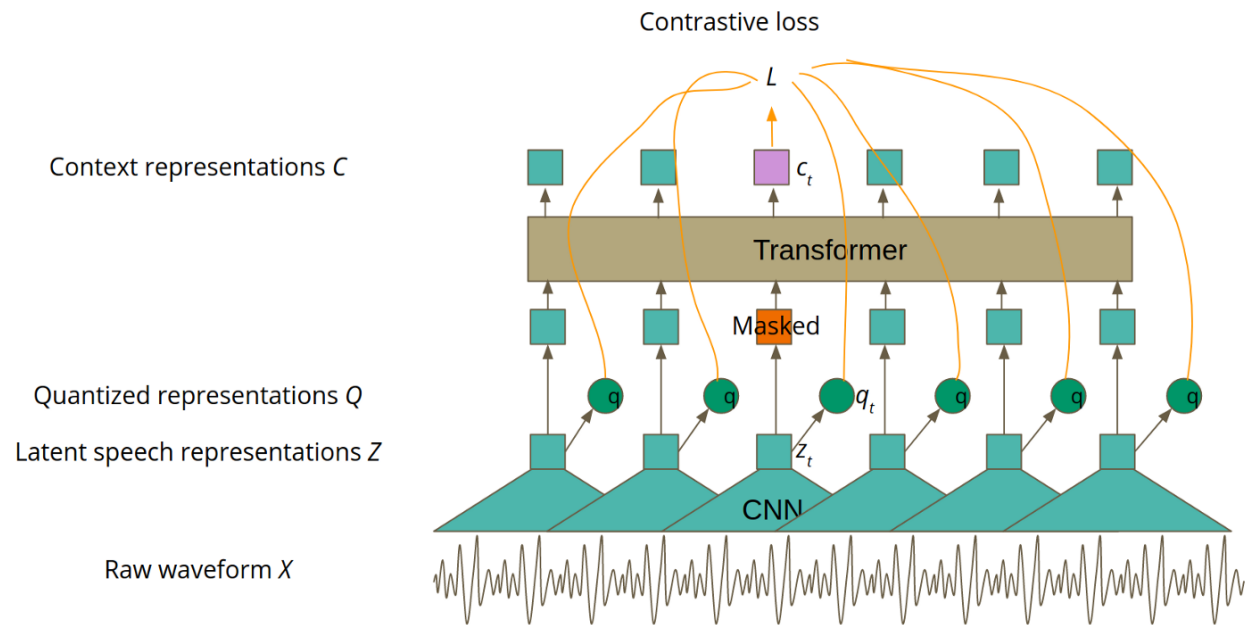 Contrastive loss
L
Context representations C
c_t
Transformer
Masked
Quantized representations Q
q
q
q_t
q
q
q
Latent speech representations Z
z_t
CNN
Raw waveform X